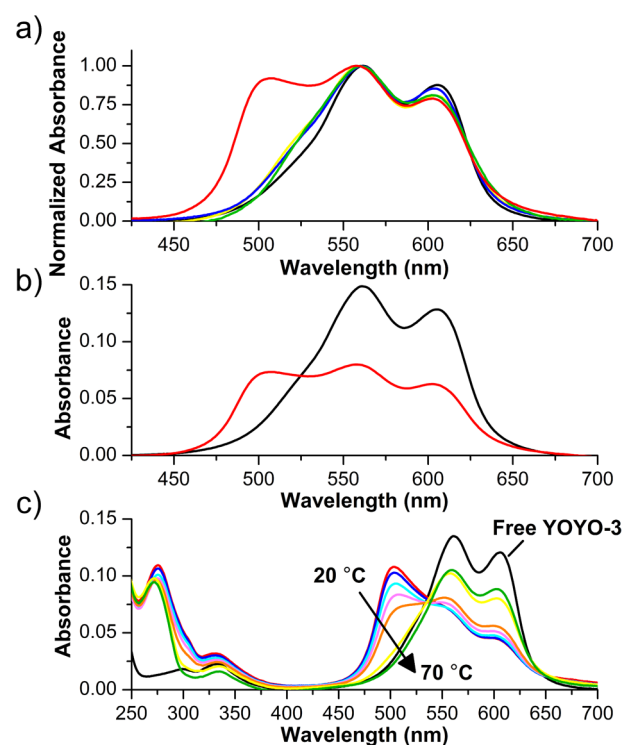 a)
Normalized Absorbance
1.00
0.75
0.50
0.25
0.00
450 500 550 600 650 700
Wavelength (nm)
b)
Absorbance
0.15
0.10
0.05
0.00
450 500 550 600 650 700
Wavelength (nm)
c)
Absorbance
0.15
0.10
0.05
0.00
Free YOYO-3
20 °C
70 °C
250 300 350 400 450 500 550 600 650 700
Wavelength (nm)